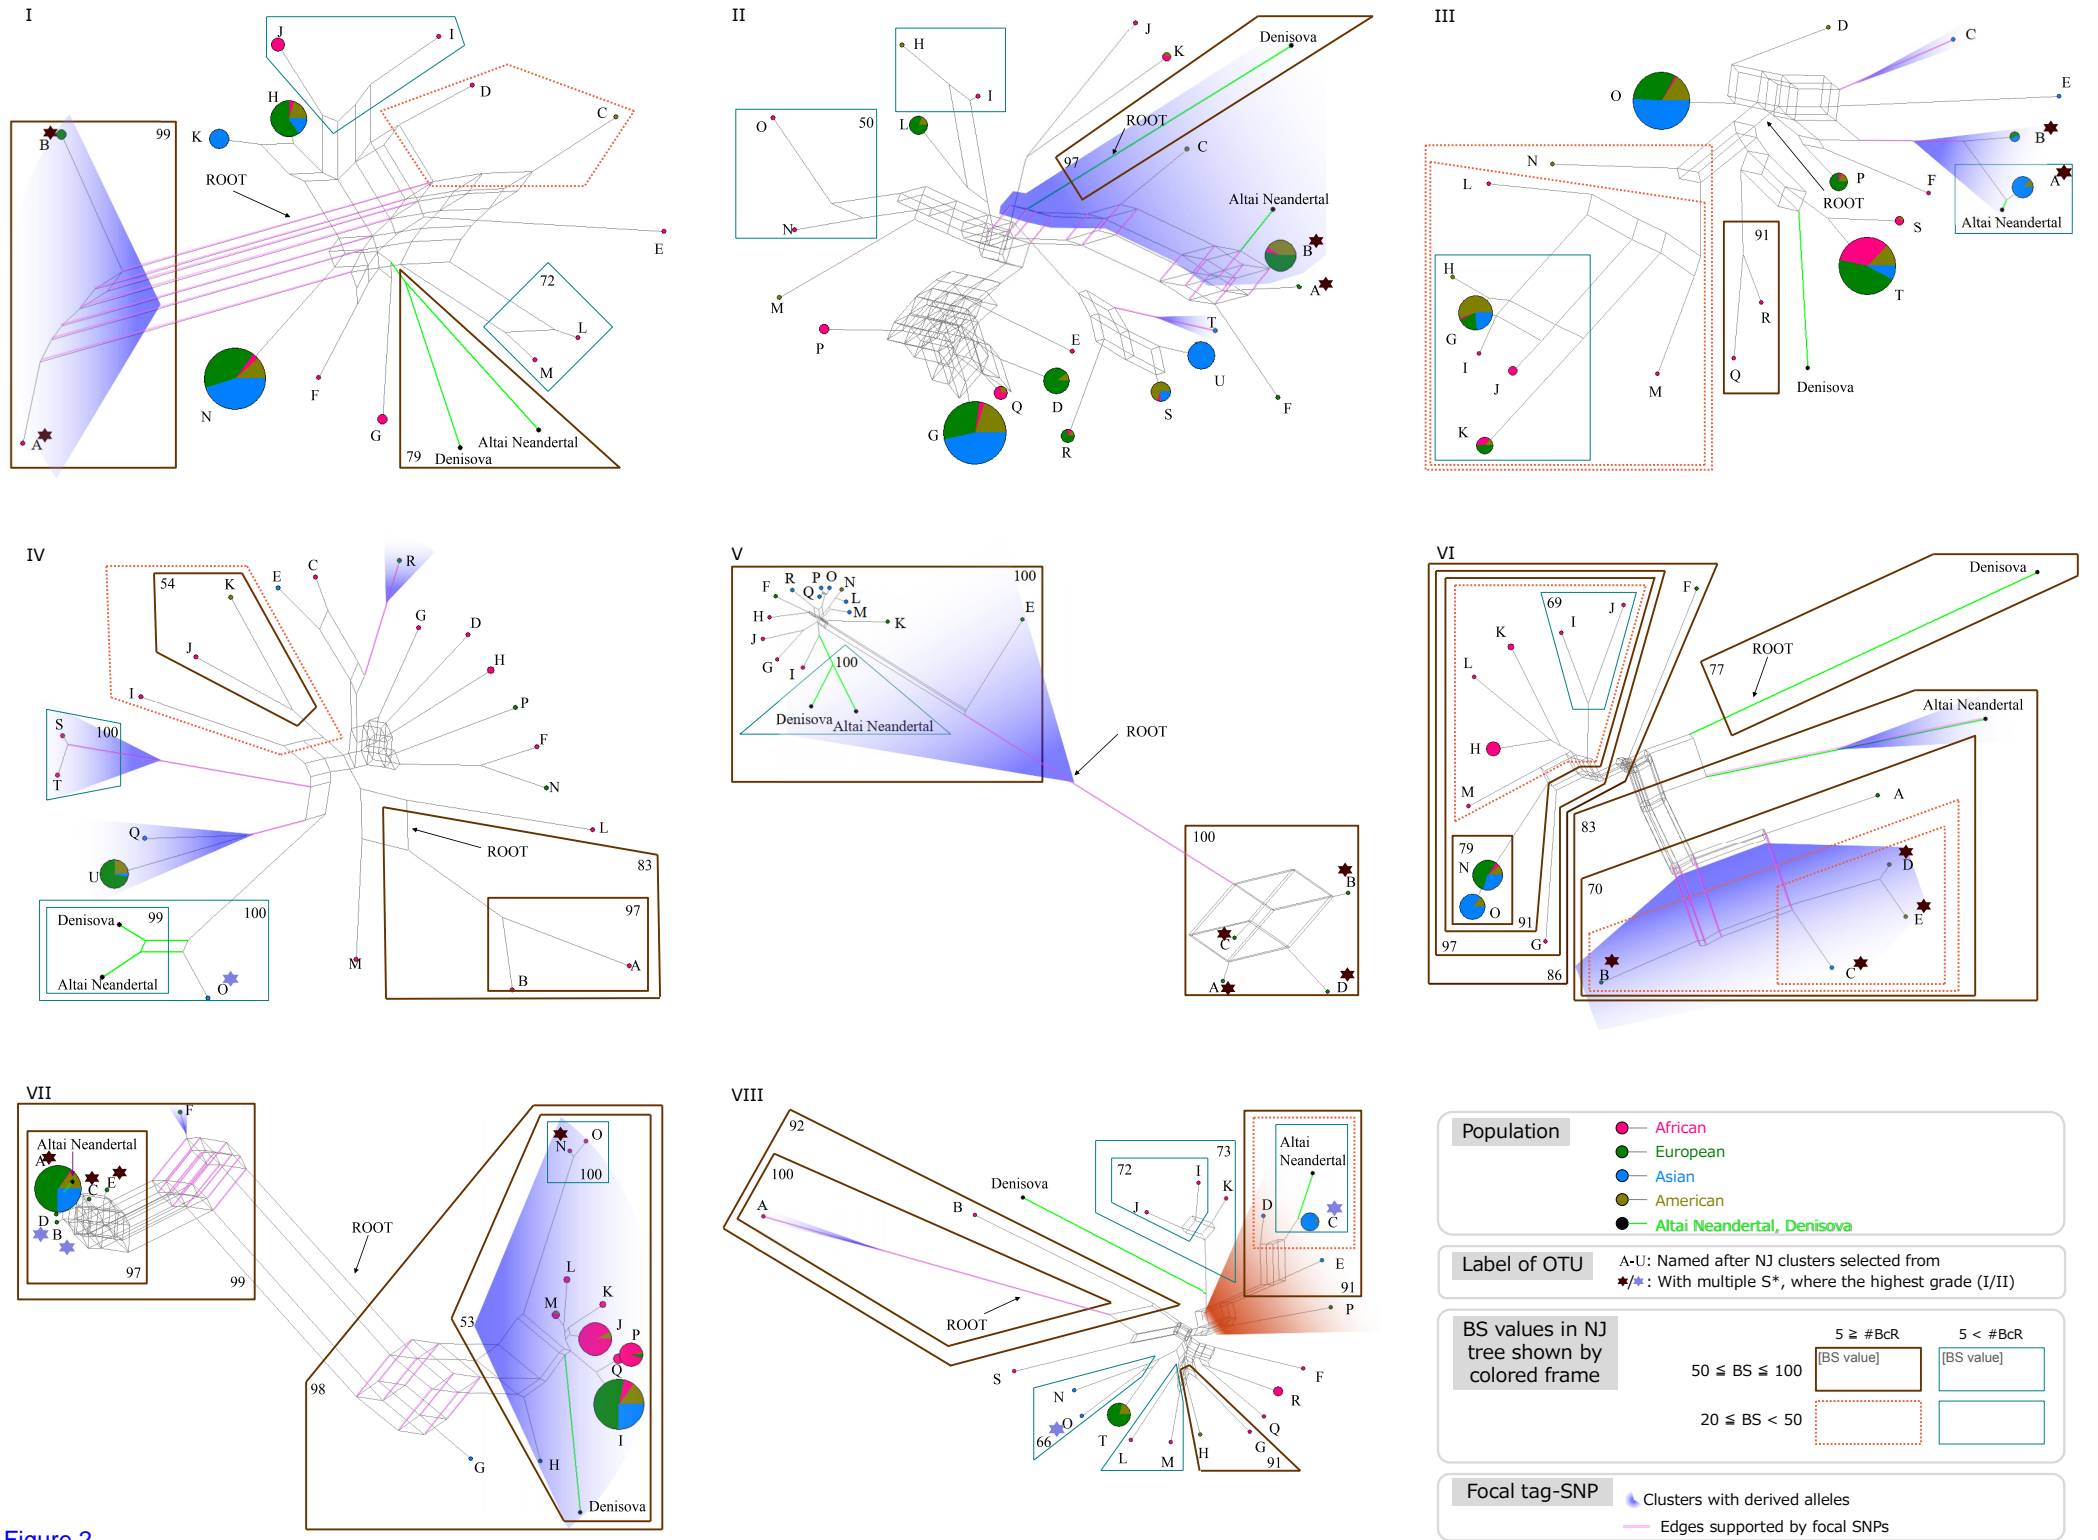 I
J
I
H
D
C
B
99
K
ROOT
E
72
L
M
N
F
G
A
79
Altai Neandertal
Denisova
II
J
Denisova
H
K
I
O
50
L
ROOT
97
C
Altai Neandertal
N
B
A
M
T
P
E
U
Q
D
S
F
G
R
III
D
C
O
E
B
N
L
P
A
F
ROOT
Altai Neandertal
S
91
H
T
G
R
I
J
M
Q
Denisova
K
IV
54
K
E
C
R
G
D
J
H
I
P
S
100
F
T
N
Q
L
ROOT
83
U
Denisova
99
100
97
Altai Neandertal
O
M
B
A
V
100
F
R
P
O
N
Q
L
E
M
H
K
J
G
I
100
Denisova
Altai Neandertal
ROOT
100
B
C
A
D
VI
Denisova
F
69
J
I
K
ROOT
L
77
Altai Neandertal
H
M
A
83
79
N
D
70
O
E
91
G
97
B
C
86
VII
F
Altai Neandertal
A
C
E
D
B
97
99
ROOT
N
O
100
L
K
M
J
P
53
Q
98
I
G
H
Denisova
VIII
92
100
A
Denisova
B
73
72
I
J
K
Altai
Neandertal
D
C
E
91
ROOT
P
S
N
O
66
T
L
M
H
F
R
Q
G
91
Population
African
European
Asian
American
Altai Neandertal, Denisova
Label of OTU
A-U: Named after NJ clusters selected from
/ : With multiple S*, where the highest grade (I/II)
BS values in NJ
tree shown by
colored frame
5 ≧ #BcR
5 < #BcR
50 ≦ BS ≦ 100
[BS value]
[BS value]
20 ≦ BS < 50
Focal tag-SNP
Clusters with derived alleles
Edges supported by focal SNPs
Figure 2